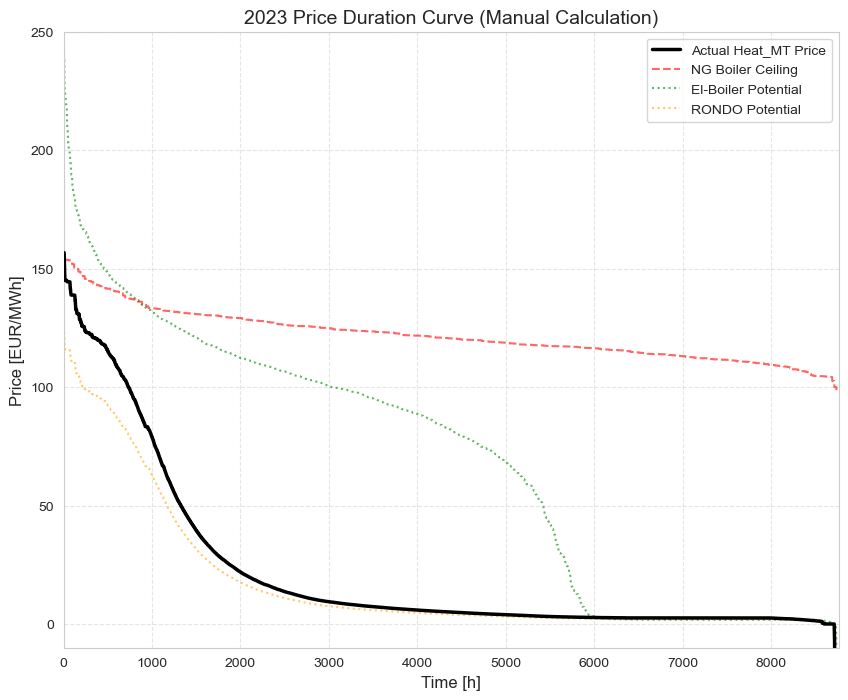 2023 Price Duration Curve (Manual Calculation)
Price [EUR/MWh]
250
200
150
100
50
0
Actual Heat_MT Price
NG Boiler Ceiling
El-Boiler Potential
RONDO Potential
0 1000 2000 3000 4000 5000 6000 7000 8000
Time [h]